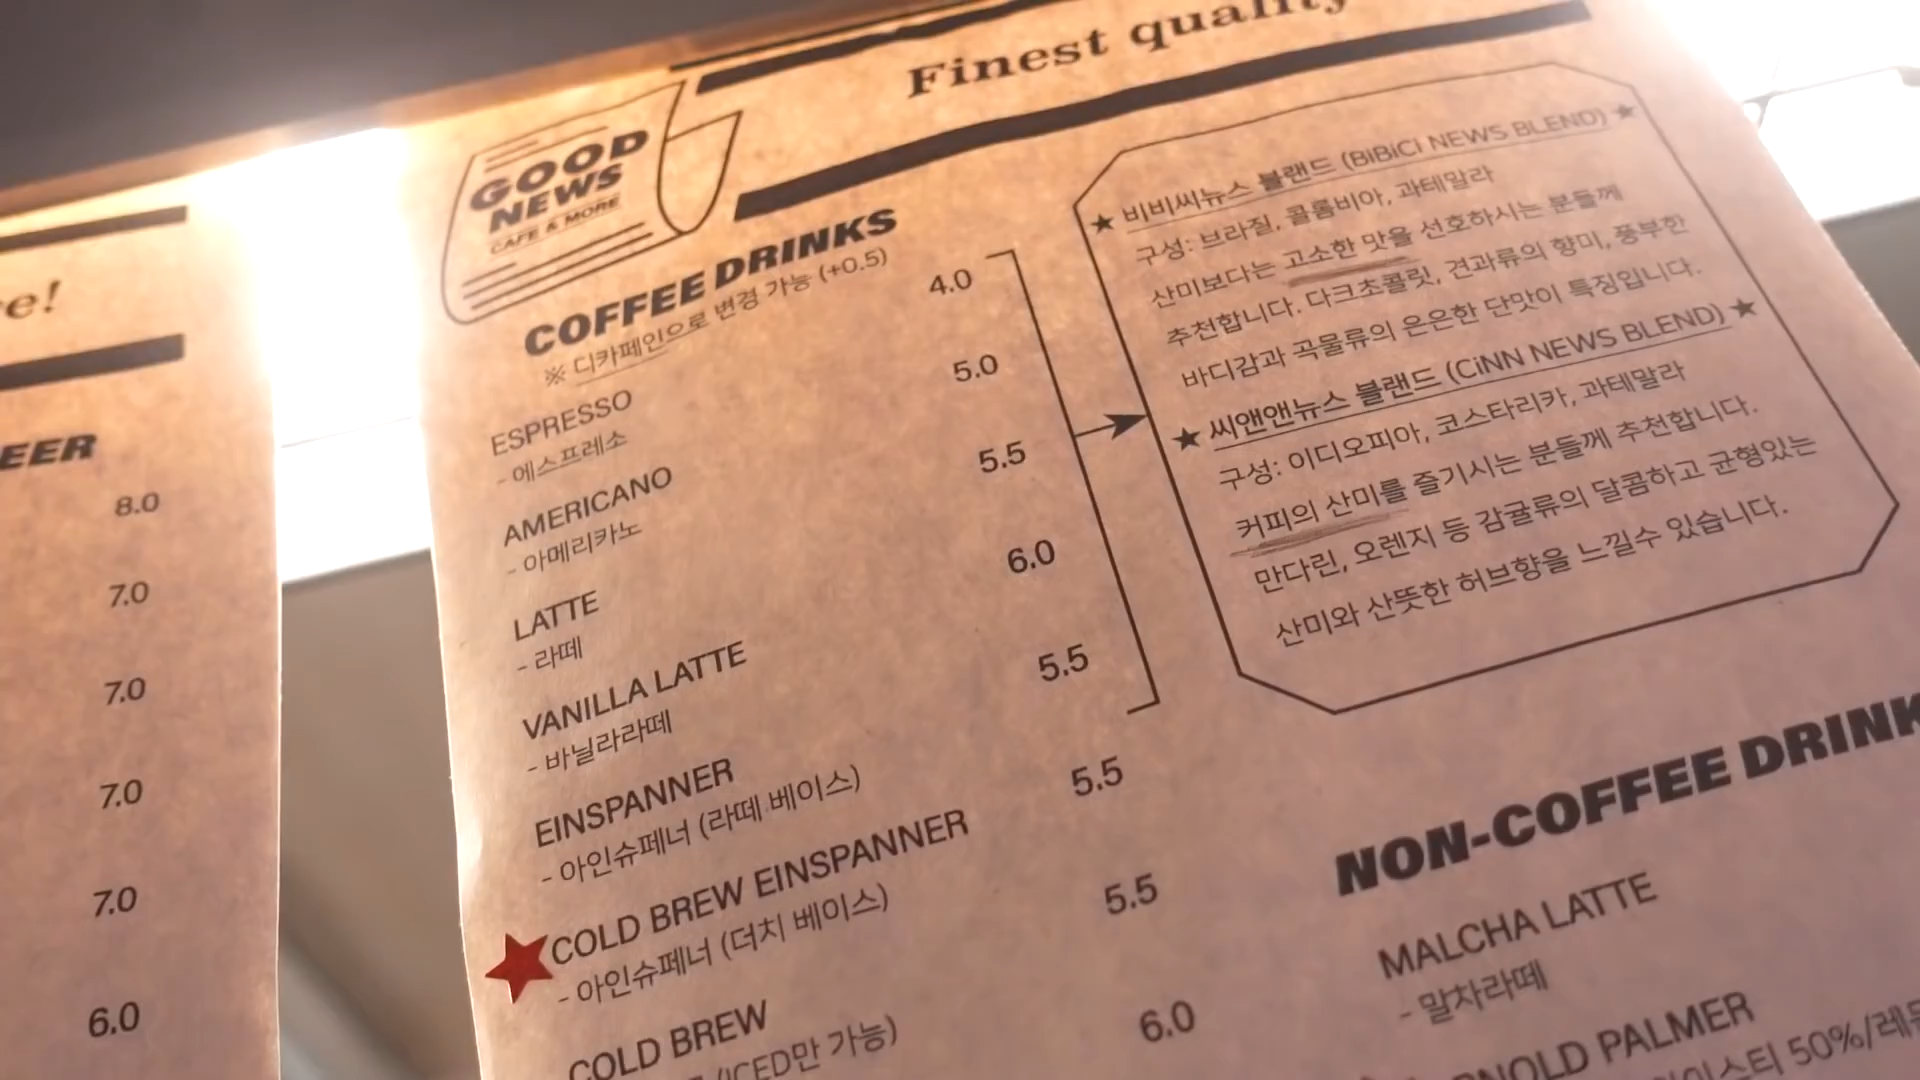 re!
EER
8.0
7.0
7.0
7.0
7.0
6.0
Finest quality
GOOD
NEWS
CAFE & MORE
COFFEE DRINKS
※ 디카페인으로 변경 가능 (+0.5)
ESPRESSO 4.0
- 에스프레소
AMERICANO 5.0
- 아메리카노
LATTE 5.5
- 라떼
VANILLA LATTE 6.0
- 바닐라라떼
EINSPANNER 5.5
- 아인슈페너 (라떼 베이스)
COLD BREW EINSPANNER 5.5
- 아인슈페너 (더치 베이스)
COLD BREW 5.5
(ICED만 가능)
6.0
★ 비비씨뉴스 블랜드 (BiBiCi NEWS BLEND) ★
구성: 브라질, 콜롬비아, 과테말라
산미보다는 고소한 맛을 선호하시는 분들께
추천합니다. 다크초콜릿, 견과류의 향미, 풍부한
바디감과 곡물류의 은은한 단맛이 특징입니다.
★ 씨앤앤뉴스 블랜드 (CiNN NEWS BLEND) ★
구성: 이디오피아, 코스타리카, 과테말라
커피의 산미를 즐기시는 분들께 추천합니다.
만다린, 오렌지 등 감귤류의 달콤하고 균형있는
산미와 산뜻한 허브향을 느낄수 있습니다.
NON-COFFEE DRINK
MALCHA LATTE
- 말차라떼
RNOLD PALMER
아이스티 50%/레